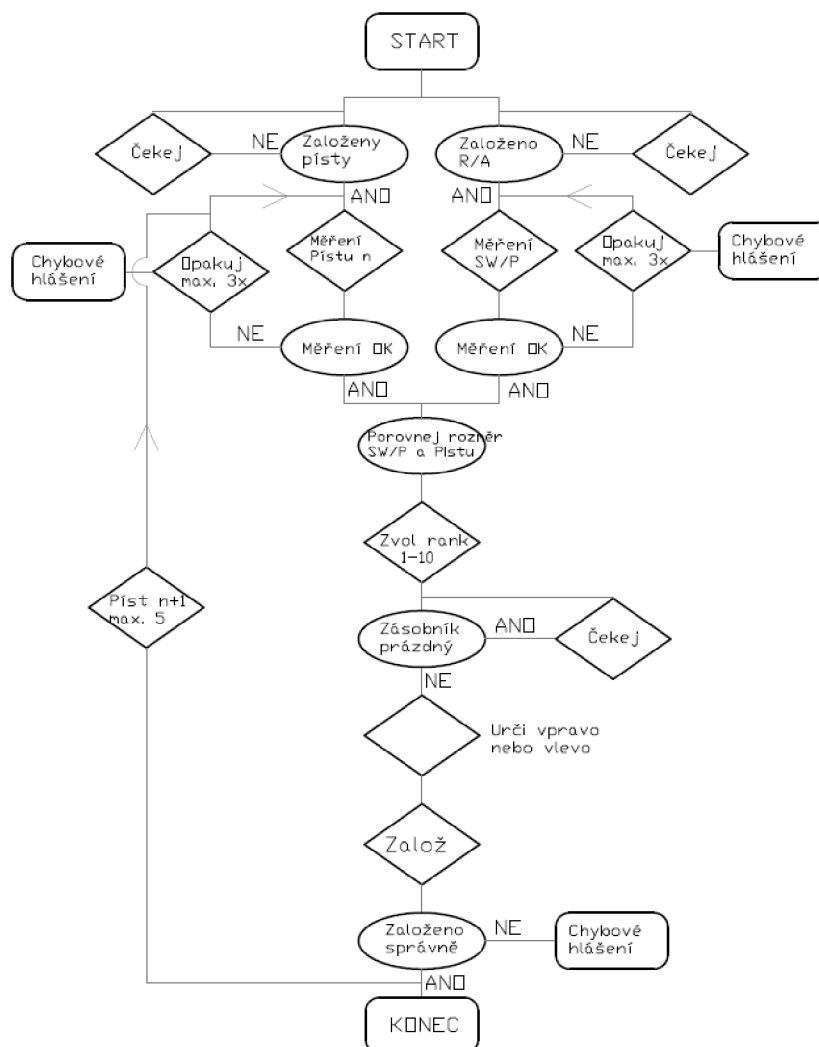 START
Čekej
NE
Založeny
písty
Založeno
R/A
NE
Čekej
ANO
ANO
Chybové
hlášení
Opakuj
max. 3x
Měření
Pístu n
Měření
SW/P
Opakuj
max. 3x
Chybové
hlášení
NE
Měření OK
Měření OK
NE
ANO
ANO
Porovnej rozněr
SW/P a Pístu
Zvol rank
1-10
Píst n+1
max. 5
Zásobník
prázdný
ANO
Čekej
NE
Urči vpravo
nebo vlevo
Založ
Založeno
správně
NE
Chybové
hlášení
ANO
KONEC